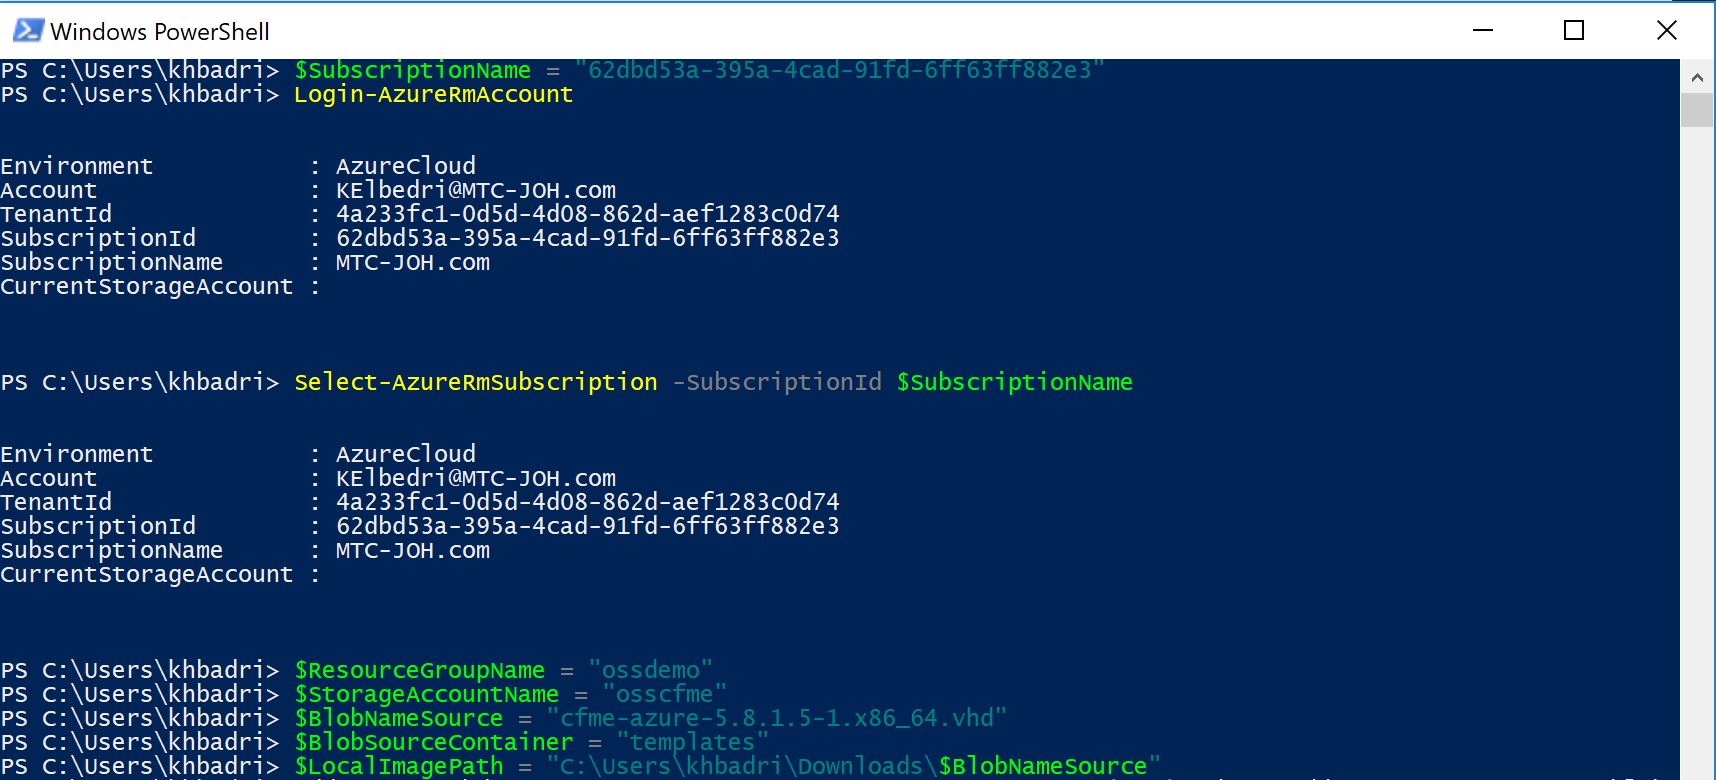 Windows PowerShell
PS C:\Users\khbadri> $SubscriptionName = "62dbd53a-395a-4cad-91fd-6ff63ff882e3"
PS C:\Users\khbadri> Login-AzureRmAccount
Environment : AzureCloud
Account : KElbedri@MTC-JOH.com
TenantId : 4a233fc1-0d5d-4d08-862d-aef1283c0d74
SubscriptionId : 62dbd53a-395a-4cad-91fd-6ff63ff882e3
SubscriptionName : MTC-JOH.com
CurrentStorageAccount :
PS C:\Users\khbadri> Select-AzureRmSubscription -SubscriptionId $SubscriptionName
Environment : AzureCloud
Account : KElbedri@MTC-JOH.com
TenantId : 4a233fc1-0d5d-4d08-862d-aef1283c0d74
SubscriptionId : 62dbd53a-395a-4cad-91fd-6ff63ff882e3
SubscriptionName : MTC-JOH.com
CurrentStorageAccount :
PS C:\Users\khbadri> $ResourceGroupName = "ossdemo"
PS C:\Users\khbadri> $StorageAccountName = "osscfme"
PS C:\Users\khbadri> $BlobNameSource = "cfme-azure-5.8.1.5-1.x86_64.vhd"
PS C:\Users\khbadri> $BlobSourceContainer = "templates"
PS C:\Users\khbadri> $LocalImagePath = "C:\Users\khbadri\Downloads\$BlobNameSource"